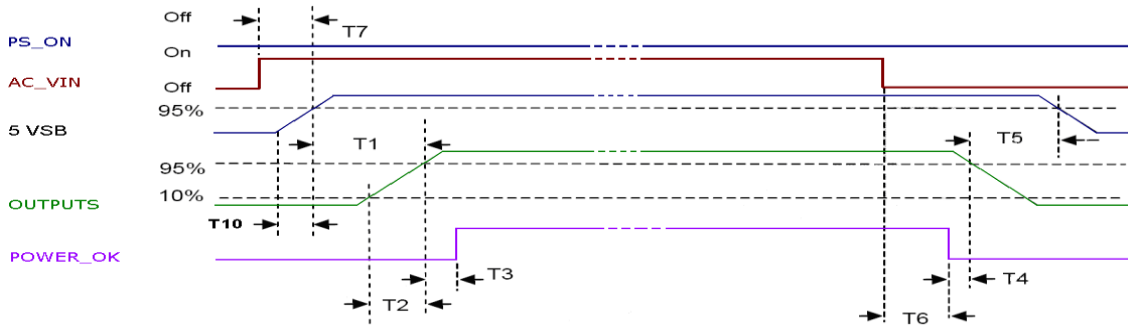 Off
T7
PS_ON
On
AC_VIN
Off
95%
5 VSB
T1
T5
95%
10%
OUTPUTS
T10
POWER_OK
T3
T4
T2
T6